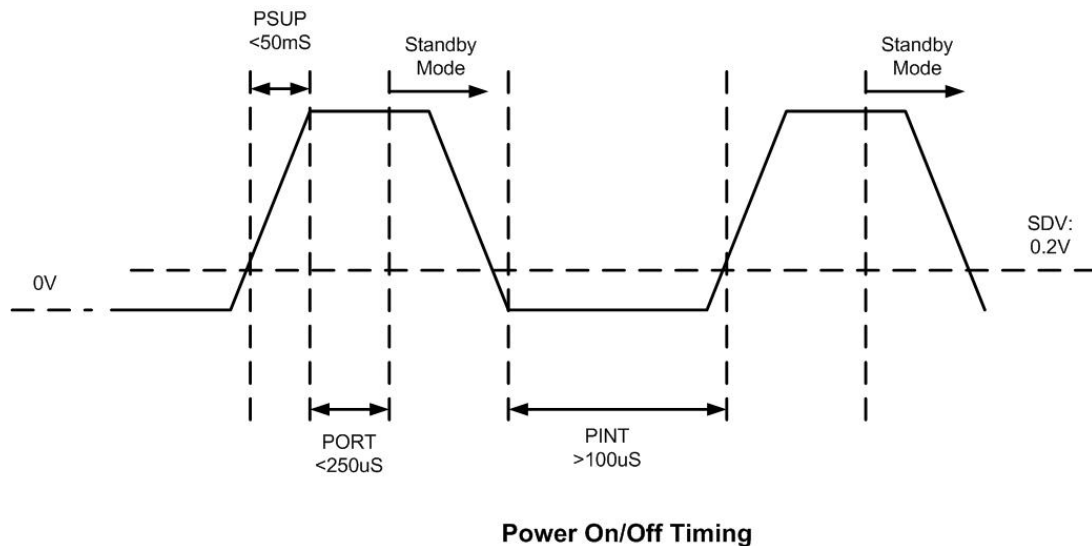 PSUP
<50mS
Standby
Mode
Standby
Mode
SDV:
0.2V
0V
PORT
<250uS
PINT
>100uS
Power On/Off Timing